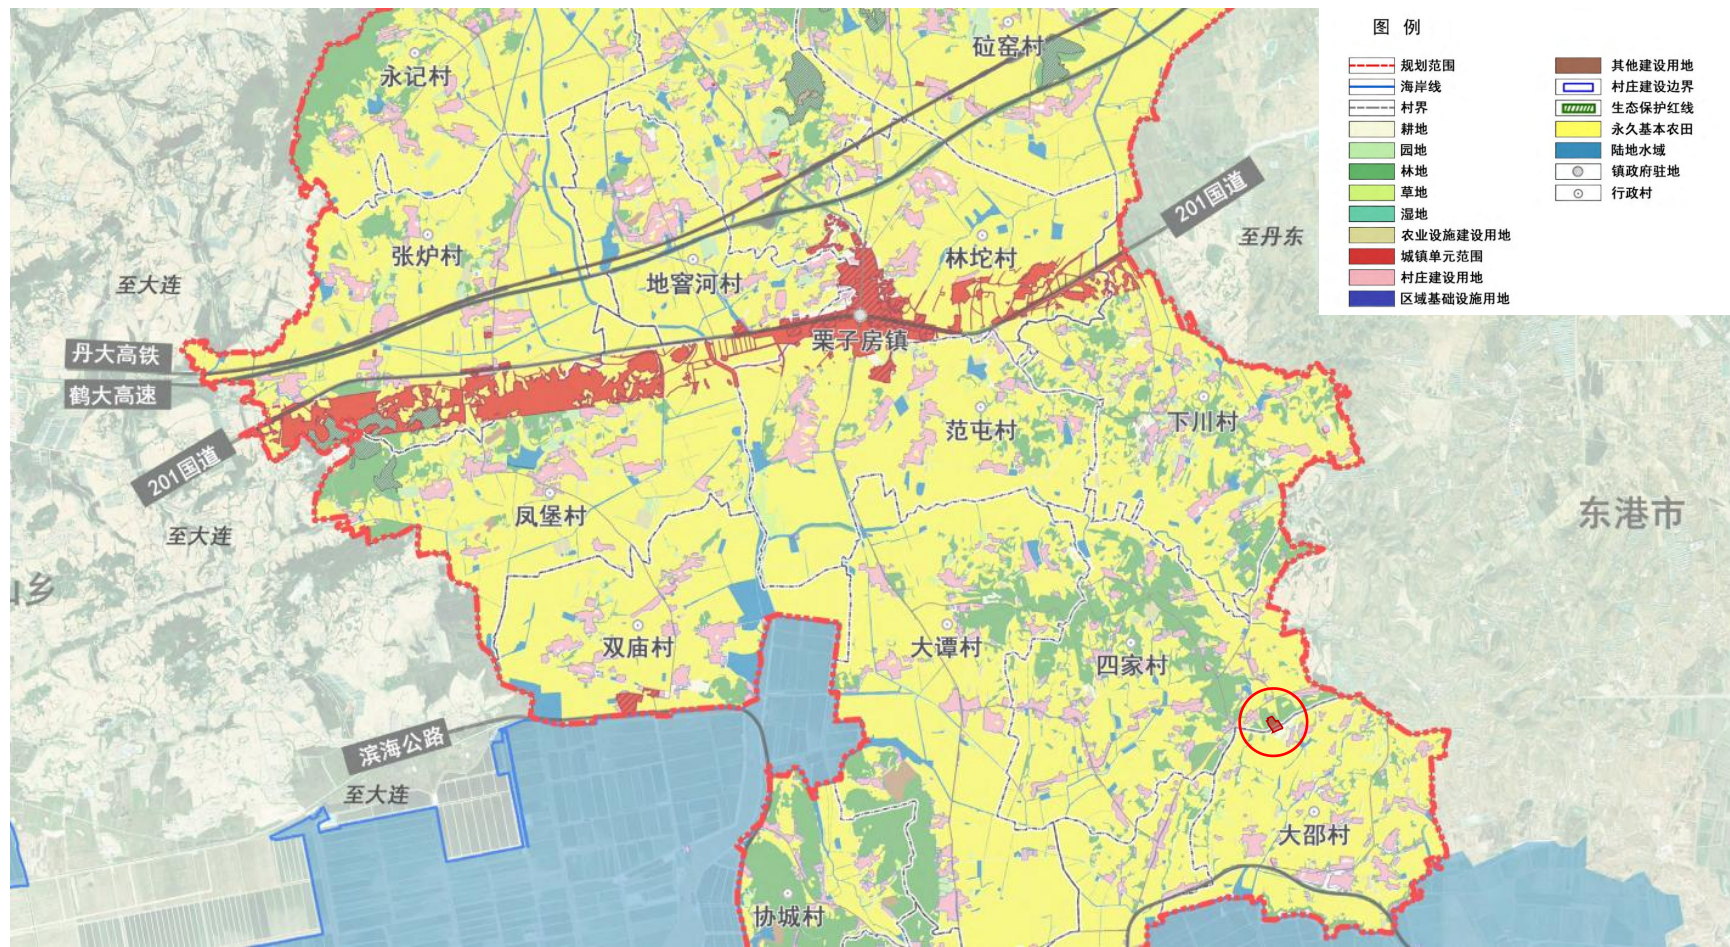 图 例
规划范围
海岸线
村界
耕地
园地
林地
草地
湿地
农业设施建设用地
城镇单元范围
村庄建设用地
区域基础设施用地
其他建设用地
村庄建设边界
生态保护红线
永久基本农田
陆地水域
镇政府驻地
行政村
永记村
砬窑村
201国道
至丹东
张炉村
地窨河村
林坨村
至大连
栗子房镇
丹大高铁
鹤大高速
201国道
至大连
范屯村
下川村
凤堡村
东港市
山乡
双庙村
大谭村
四家村
滨海公路
至大连
大邵村
协城村